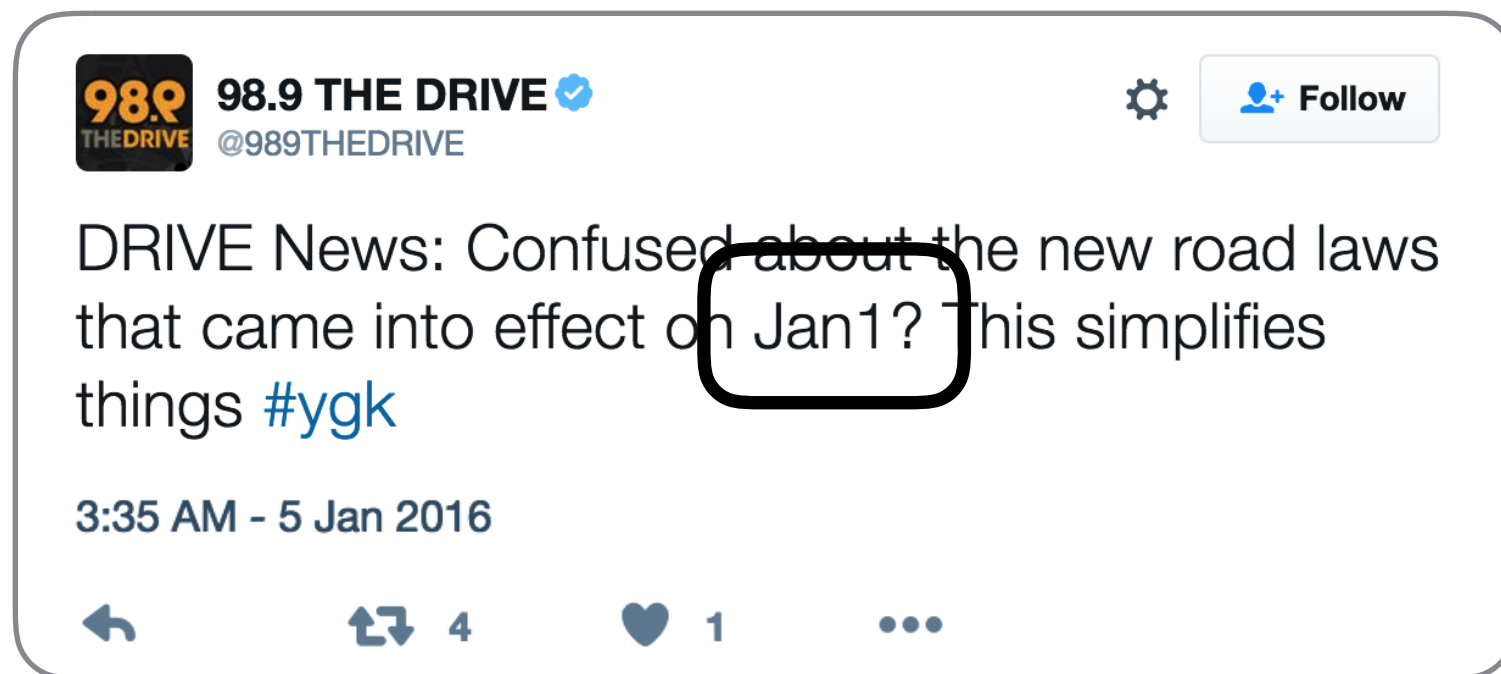 98.9
THEDRIVE
98.9 THE DRIVE
@989THEDRIVE
Follow
DRIVE News: Confused about the new road laws
that came into effect on Jan1? This simplifies
things #ygk
3:35 AM - 5 Jan 2016
4
1